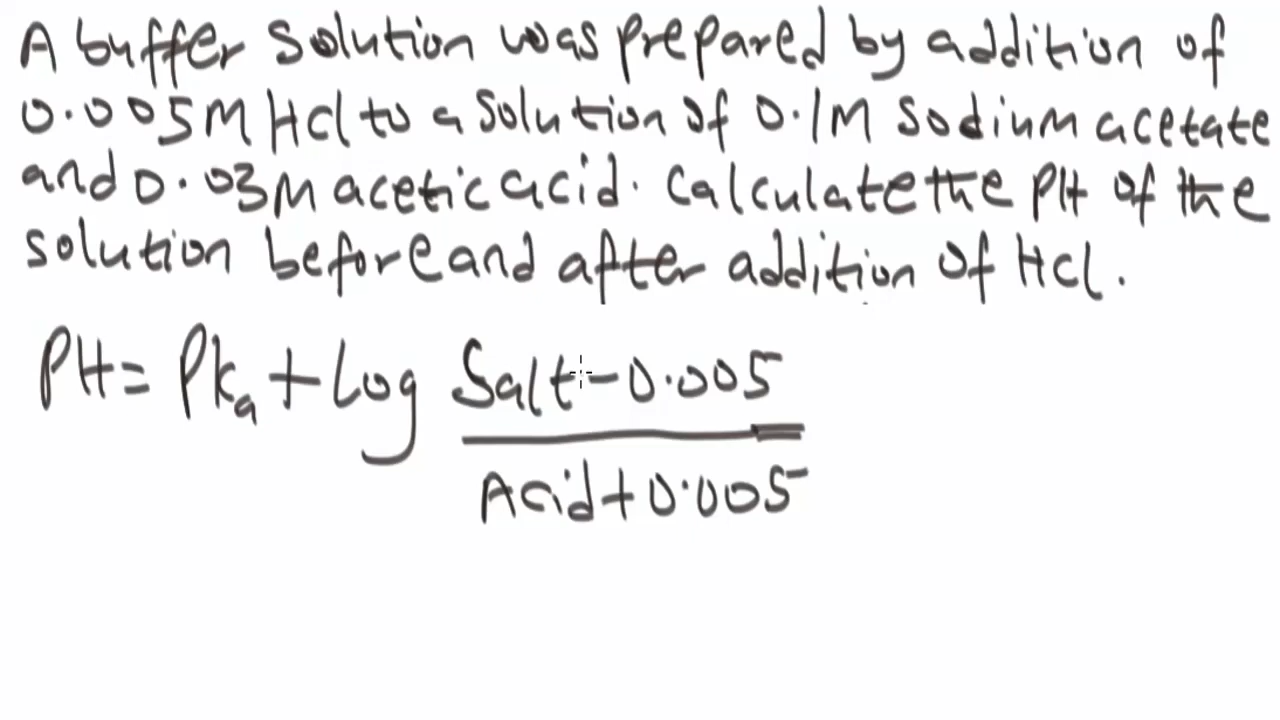 A buffer solution was prepared by addition of
0.005M HCl to a solution of 0.1M sodium acetate
and 0.03M acetic acid. Calculate the PH of the
solution before and after addition of HCl.
PH = Pka + Log Salt - 0.005
Acid + 0.005